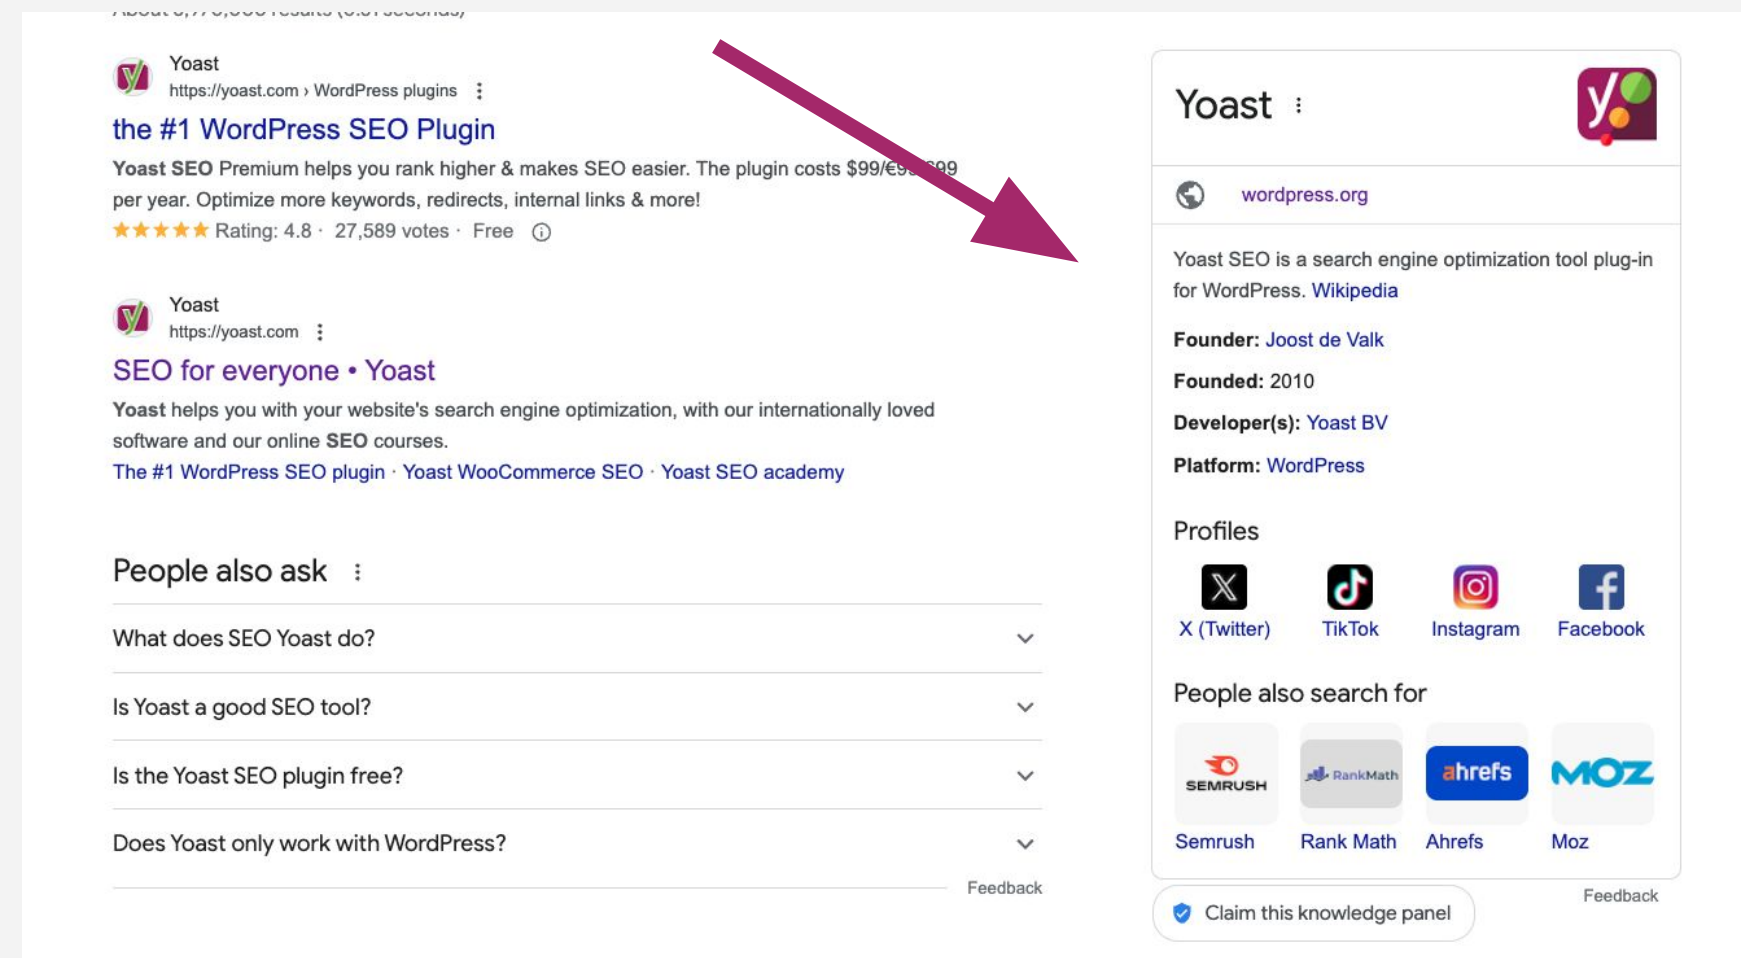 Yoast
https://yoast.com › WordPress plugins
the #1 WordPress SEO Plugin
Yoast SEO Premium helps you rank higher & makes SEO easier. The plugin costs $99/€99/£99
per year. Optimize more keywords, redirects, internal links & more!
Rating: 4.8 · 27,589 votes · Free
Yoast
https://yoast.com
SEO for everyone • Yoast
Yoast helps you with your website's search engine optimization, with our internationally loved
software and our online SEO courses.
The #1 WordPress SEO plugin · Yoast WooCommerce SEO · Yoast SEO academy
People also ask
What does SEO Yoast do?
Is Yoast a good SEO tool?
Is the Yoast SEO plugin free?
Does Yoast only work with WordPress?
Feedback
Yoast
wordpress.org
Yoast SEO is a search engine optimization tool plug-in
for WordPress. Wikipedia
Founder: Joost de Valk
Founded: 2010
Developer(s): Yoast BV
Platform: WordPress
Profiles
X (Twitter) TikTok Instagram Facebook
People also search for
SEMRUSH RankMath ahrefs MOZ
Semrush Rank Math Ahrefs Moz
Feedback
Claim this knowledge panel